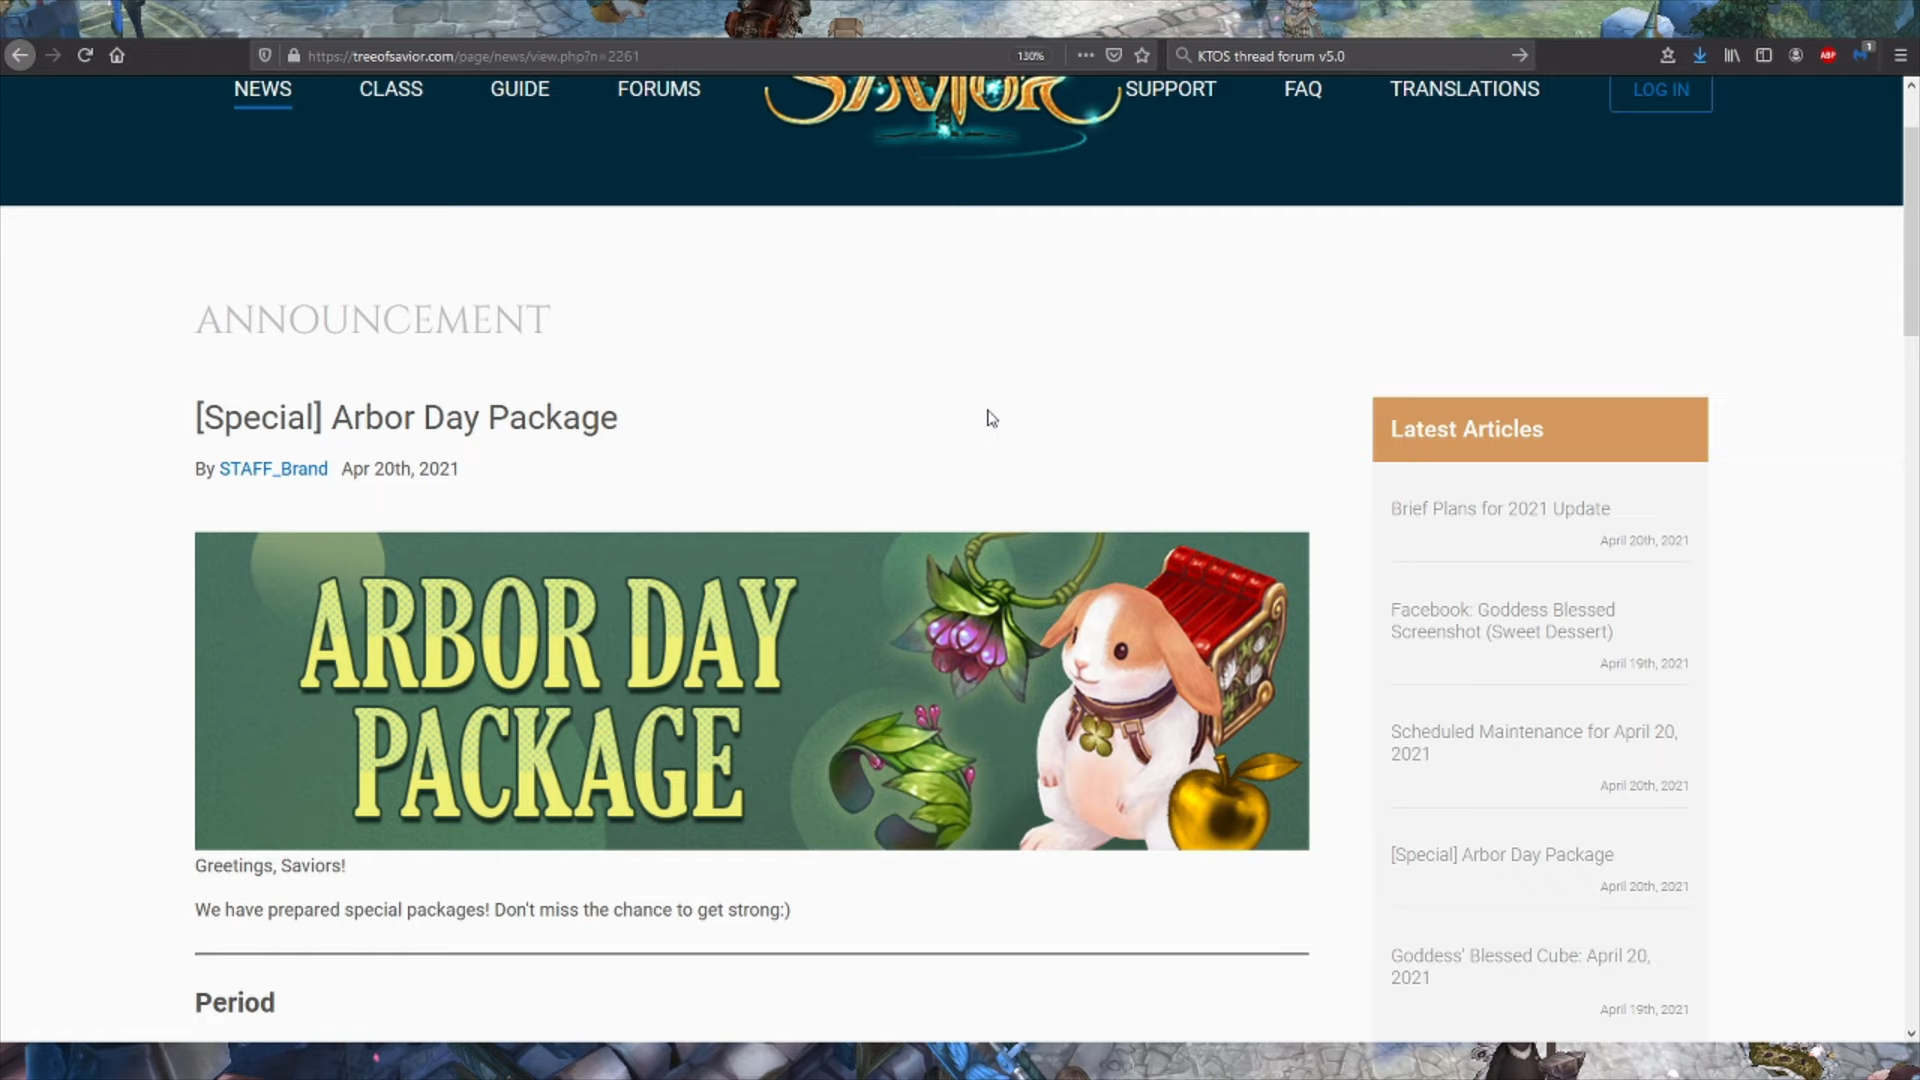 https://treeofsavior.com/page/news/view.php?n=2261
130%
KTOS thread forum v5.0
ABP
1
NEWS
CLASS
GUIDE
FORUMS
SAVIOR
SUPPORT
FAQ
TRANSLATIONS
LOG IN
ANNOUNCEMENT
[Special] Arbor Day Package
By STAFF_Brand Apr 20th, 2021
ARBOR DAY
PACKAGE
Greetings, Saviors!
We have prepared special packages! Don't miss the chance to get strong:)
Period
Latest Articles
Brief Plans for 2021 Update
April 20th, 2021
Facebook: Goddess Blessed
Screenshot (Sweet Dessert)
April 19th, 2021
Scheduled Maintenance for April 20,
2021
April 20th, 2021
[Special] Arbor Day Package
April 20th, 2021
Goddess' Blessed Cube: April 20,
2021
April 19th, 2021